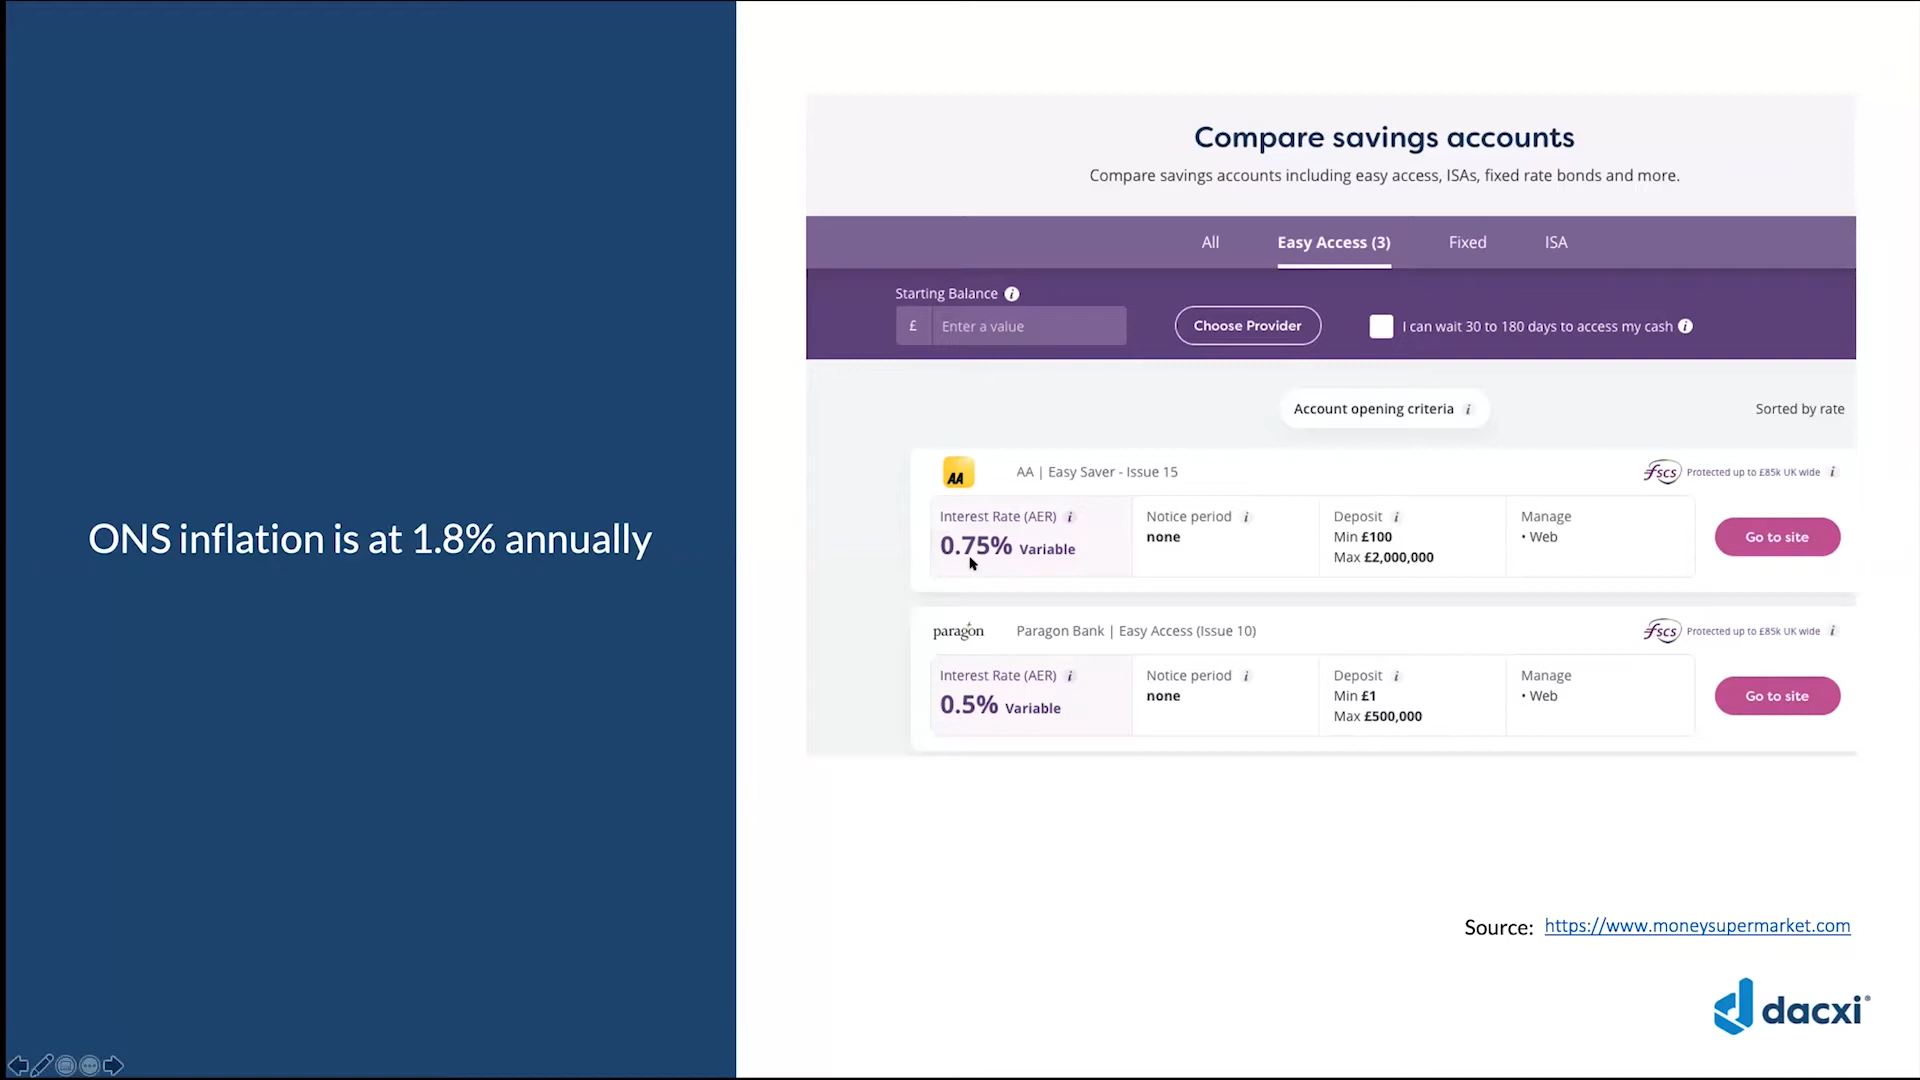 ONS inflation is at 1.8% annually
Compare savings accounts
Compare savings accounts including easy access, ISAs, fixed rate bonds and more.
All Easy Access (3) Fixed ISA
Starting Balance i
£ Enter a value
Choose Provider
I can wait 30 to 180 days to access my cash i
Account opening criteria i
Sorted by rate
AA
AA | Easy Saver - Issue 15
fscs Protected up to £85k UK wide i
Interest Rate (AER) i
0.75% Variable
Notice period i
none
Deposit i
Min £100
Max £2,000,000
Manage
• Web
Go to site
paragon
Paragon Bank | Easy Access (Issue 10)
fscs Protected up to £85k UK wide i
Interest Rate (AER) i
0.5% Variable
Notice period i
none
Deposit i
Min £1
Max £500,000
Manage
• Web
Go to site
Source: https://www.moneysupermarket.com
dacxi®